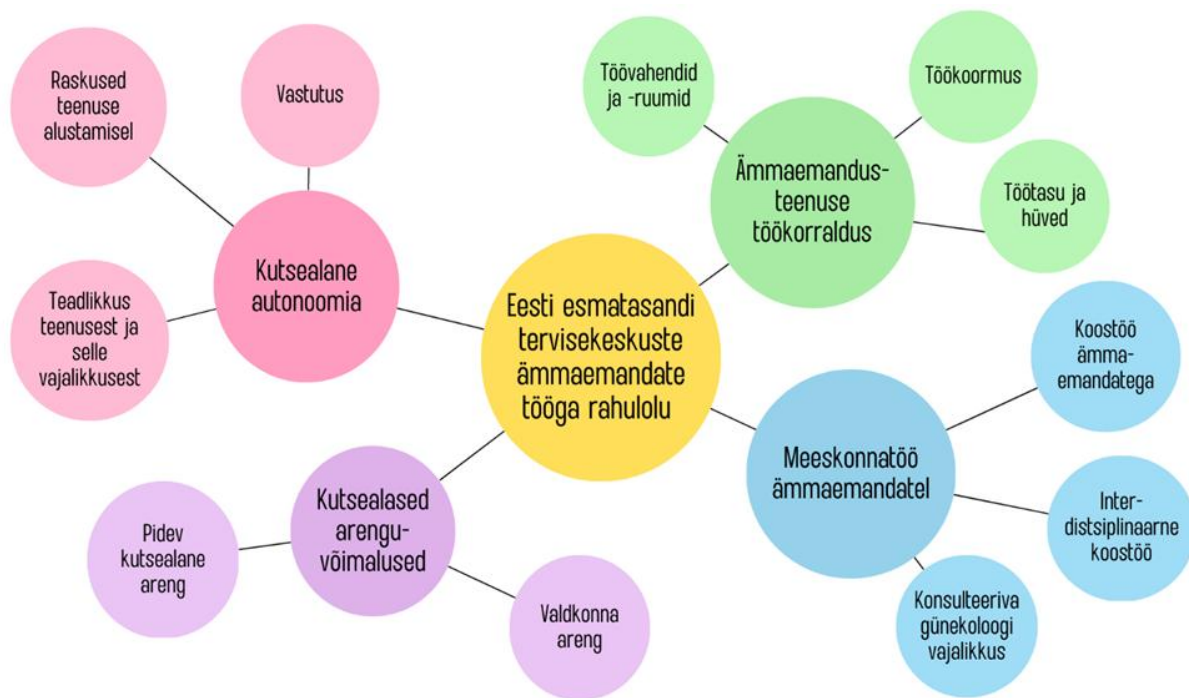 Raskused
teenuse
alustamisel
Vastutus
Teadlikkus
teenusest ja
selle
vajalikkusest
Kutsealane
autonoomia
Töövahendid
ja -ruumid
Töökoormus
Töötasu ja
hüved
Ämmaemandus-
teenuse
töökorraldus
Eesti esmatasandi
tervisekeskuste
ämmaemandate
tööga rahulolu
Koostöö
ämma-
emandatega
Inter-
distsiplinaarne
koostöö
Konsulteeriva
günekoloogi
vajalikkus
Meeskonnatöö
ämmaemandatel
Kutsealased
arengu-
võimalused
Pidev
kutsealane
areng
Valdkonna
areng